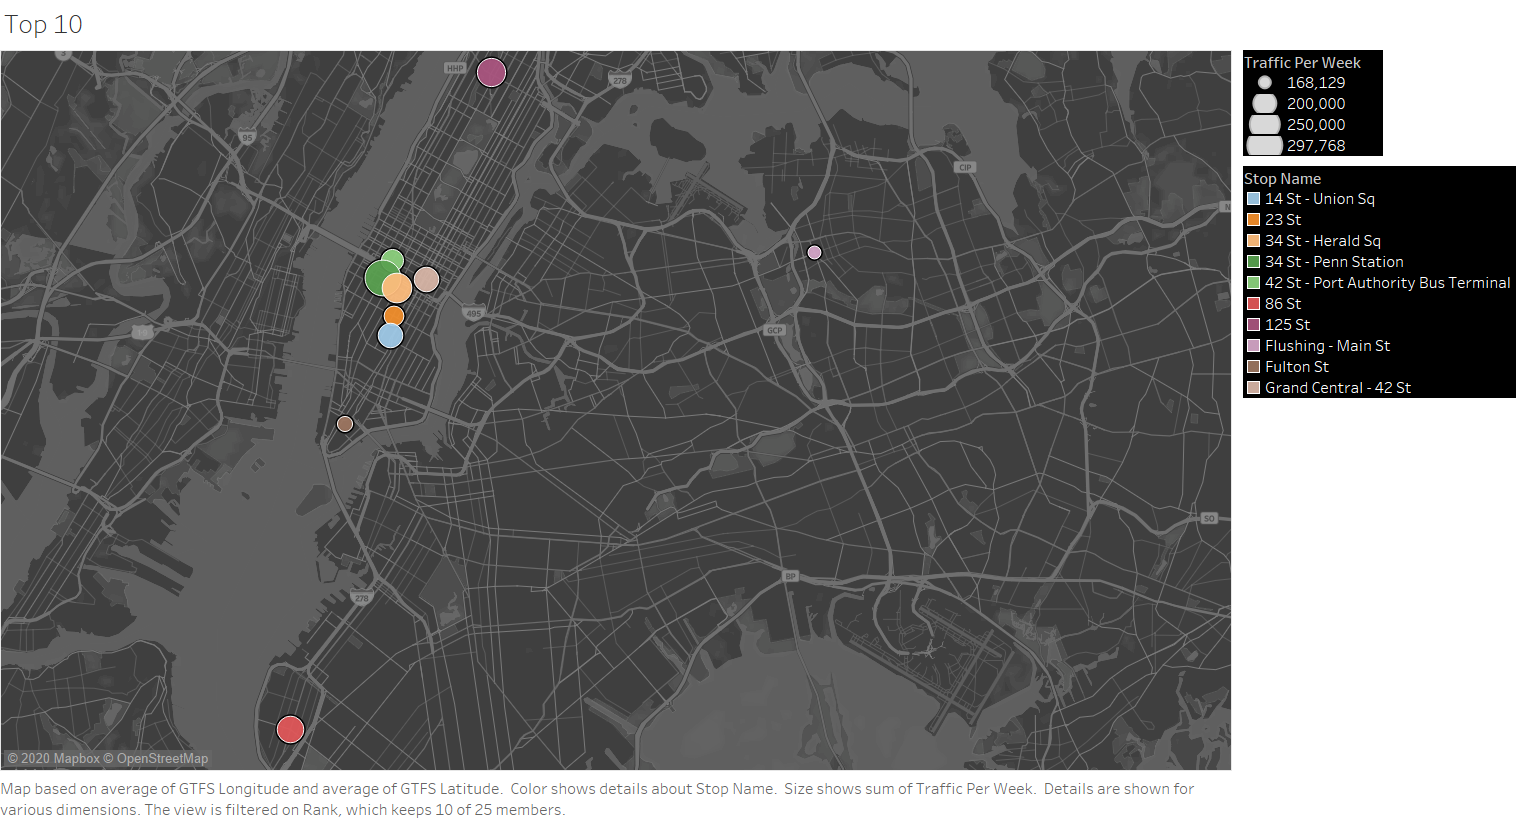 Top 10
HHP
278
95
CIP
495
GCP
SO
BP
278
© 2020 Mapbox © OpenStreetMap
Traffic Per Week
168,129
200,000
250,000
297,768
Stop Name
14 St - Union Sq
23 St
34 St - Herald Sq
34 St - Penn Station
42 St - Port Authority Bus Terminal
86 St
125 St
Flushing - Main St
Fulton St
Grand Central - 42 St
Map based on average of GTFS Longitude and average of GTFS Latitude.  Color shows details about Stop Name.  Size shows sum of Traffic Per Week.  Details are shown for
various dimensions. The view is filtered on Rank, which keeps 10 of 25 members.